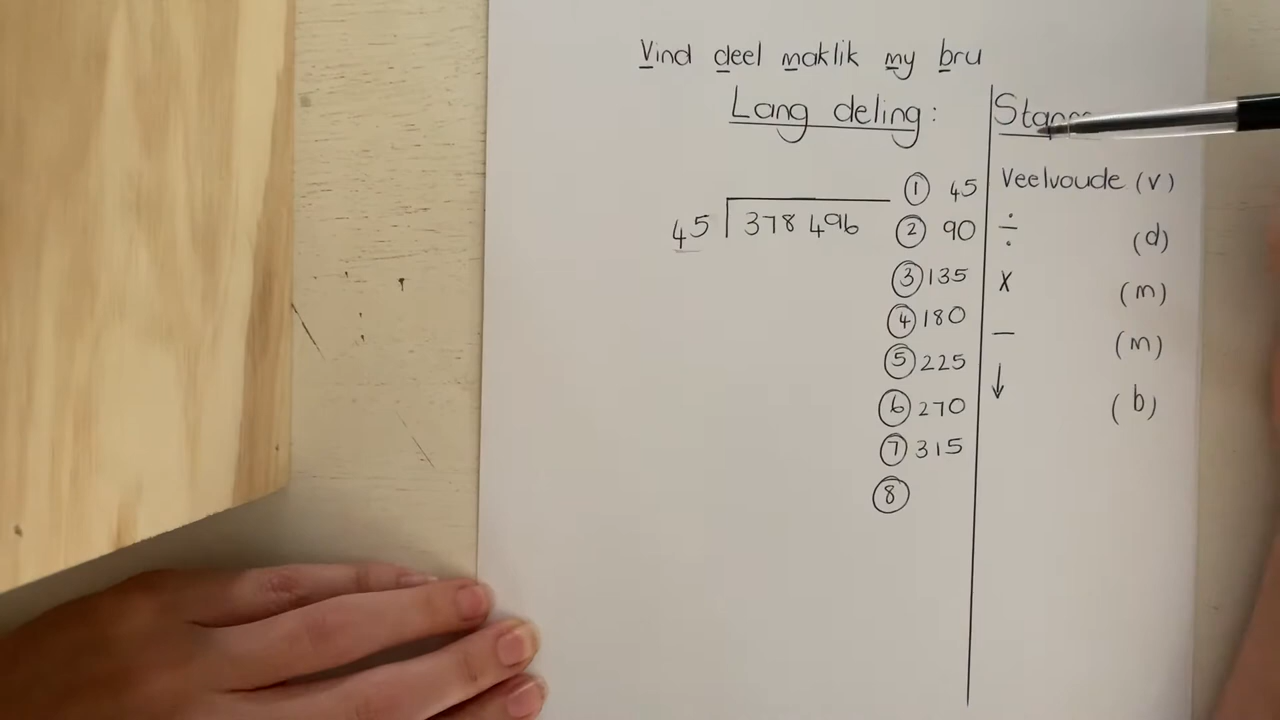 Vind deel maklik my bru
Lang deling:
45 378 496
① 45
② 90
③ 135
④ 180
⑤ 225
⑥ 270
⑦ 315
⑧
Veelvoude (v)
÷ (d)
x (m)
— (m)
↓ (b)